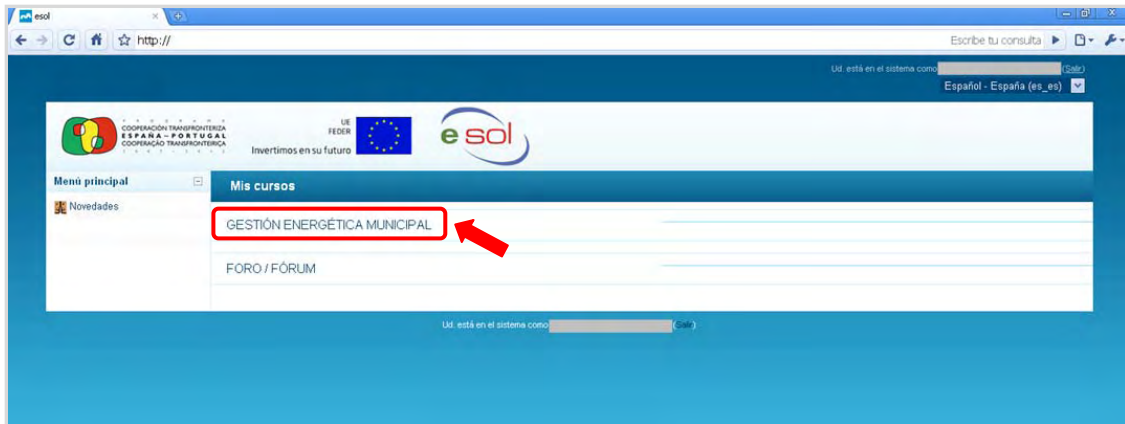 esol
http://
Escribe tu consulta
Ud. está en el sistema como (Salir)
Español - España (es_es)
COOPERACIÓN TRANSFRONTERIZA
ESPAÑA – PORTUGAL
COOPERAÇÃO TRANSFRONTEIRIÇA
UE
FEDER
Invertimos en su futuro
e sol
Menú principal
Mis cursos
Novedades
GESTIÓN ENERGÉTICA MUNICIPAL
FORO / FÓRUM
Ud. está en el sistema como (Salir)